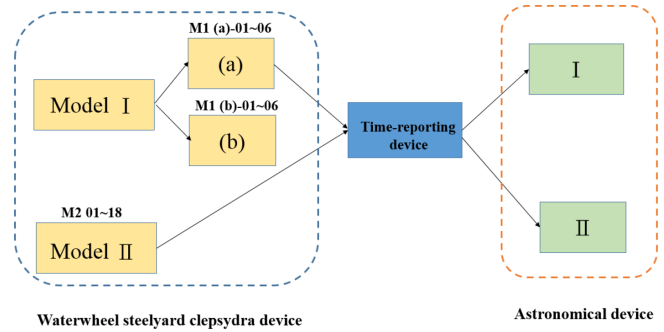 M1 (a)-01~06
(a)
Model Ⅰ
M1 (b)-01~06
(b)
Time-reporting
device
Ⅰ
M2 01~18
Model Ⅱ
Ⅱ
Waterwheel steelyard clepsydra device
Astronomical device